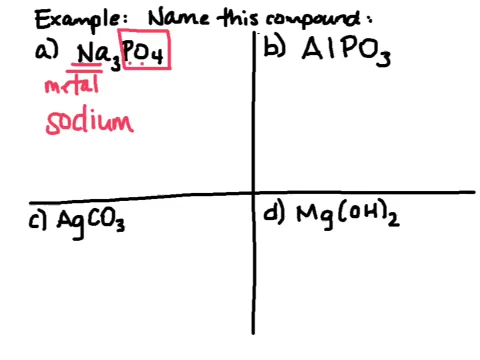 Example: Name this compound:
a) Na₃PO₄
metal
sodium
b) AlPO₃
c) AgCO₃
d) Mg(OH)₂